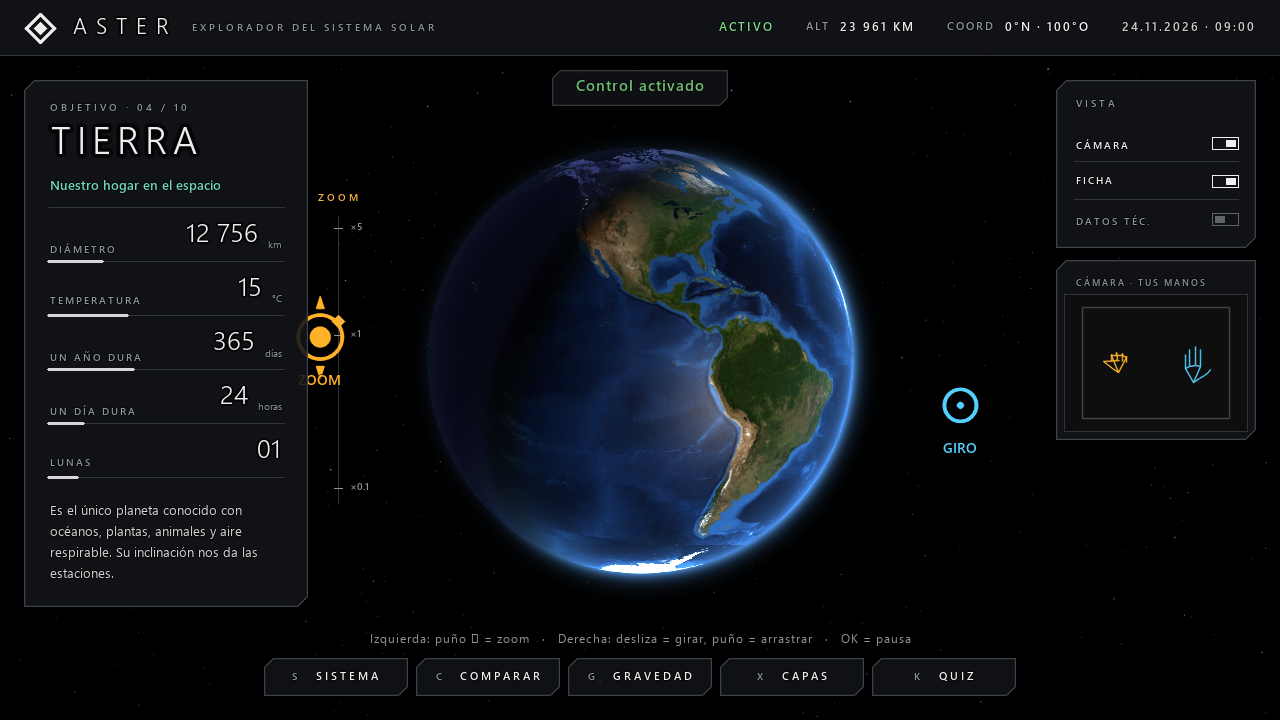 ASTER EXPLORADOR DEL SISTEMA SOLAR ACTIVO ALT 23 961 KM COORD 0°N · 100°O 24.11.2026 · 09:00
Control activado
OBJETIVO · 04 / 10
TIERRA
Nuestro hogar en el espacio
DIÁMETRO 12 756 km
TEMPERATURA 15 °C
UN AÑO DURA 365 días
UN DÍA DURA 24 horas
LUNAS 01
Es el único planeta conocido con
océanos, plantas, animales y aire
respirable. Su inclinación nos da las
estaciones.
ZOOM
×5
×1
ZOOM
×0.1
GIRO
VISTA
CÁMARA
FICHA
DATOS TÉC.
CÁMARA · TUS MANOS
Izquierda: puño ▯ = zoom · Derecha: desliza = girar, puño = arrastrar · OK = pausa
S SISTEMA C COMPARAR G GRAVEDAD X CAPAS K QUIZ